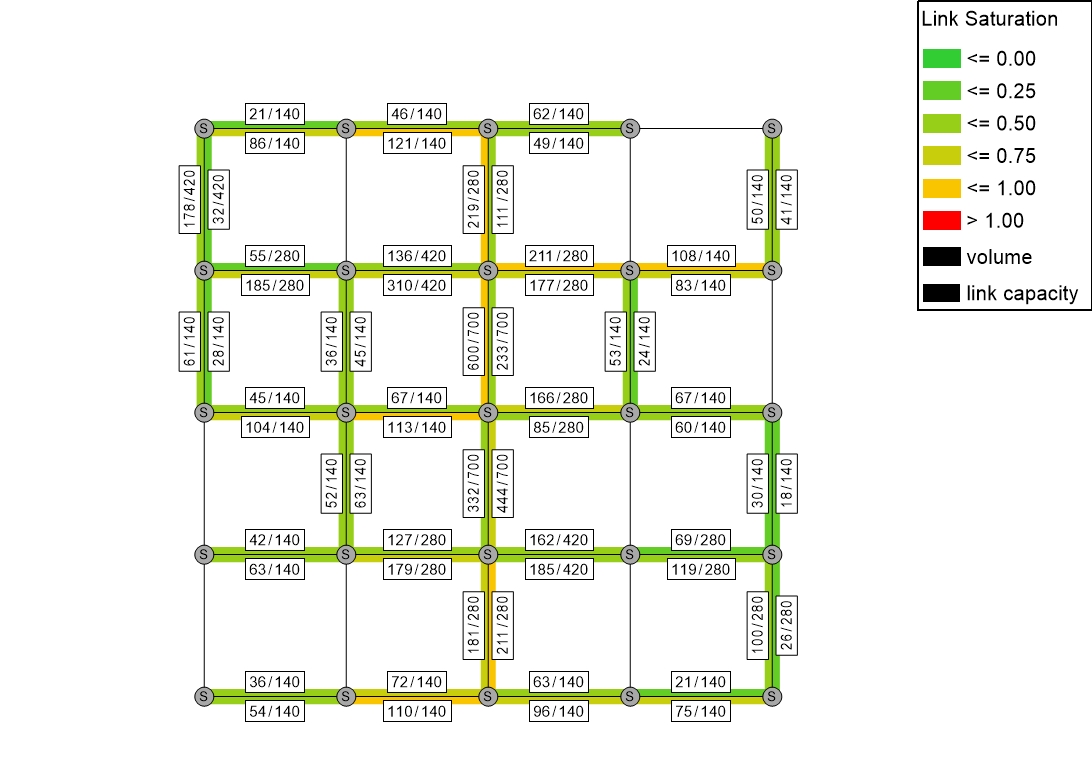 Link Saturation
<= 0.00
<= 0.25
<= 0.50
<= 0.75
<= 1.00
> 1.00
volume
link capacity
21/140
46/140
62/140
S
S
S
S
S
86/140
121/140
49/140
178/420
32/420
219/280
111/280
50/140
41/140
55/280
136/420
211/280
108/140
S
S
S
S
S
185/280
310/420
177/280
83/140
61/140
28/140
36/140
45/140
600/700
233/700
53/140
24/140
45/140
67/140
166/280
67/140
S
S
S
S
S
104/140
113/140
85/280
60/140
52/140
63/140
332/700
444/700
30/140
18/140
42/140
127/280
162/420
69/280
S
S
S
S
S
63/140
179/280
185/420
119/280
181/280
211/280
100/280
26/280
36/140
72/140
63/140
21/140
S
S
S
S
S
54/140
110/140
96/140
75/140